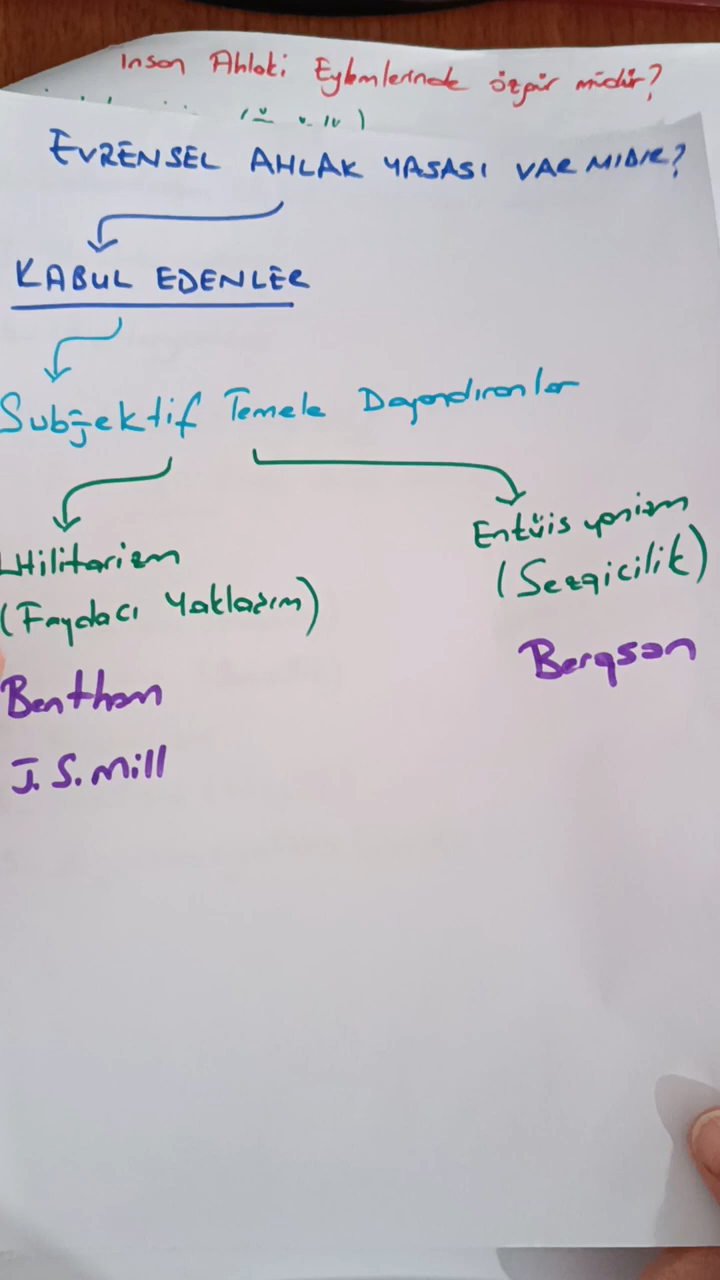 İnsan Ahlaki Eylemlerinde özgür müdür?
EVRENSEL AHLAK YASASI VAR MIDIR?
KABUL EDENLER
Subjektif Temele Dayandıranlar
Utilitarizm
(Faydacı Yaklaşım)
Bentham
J. S. Mill
Entüisyonizm
(Sezgicilik)
Bergson